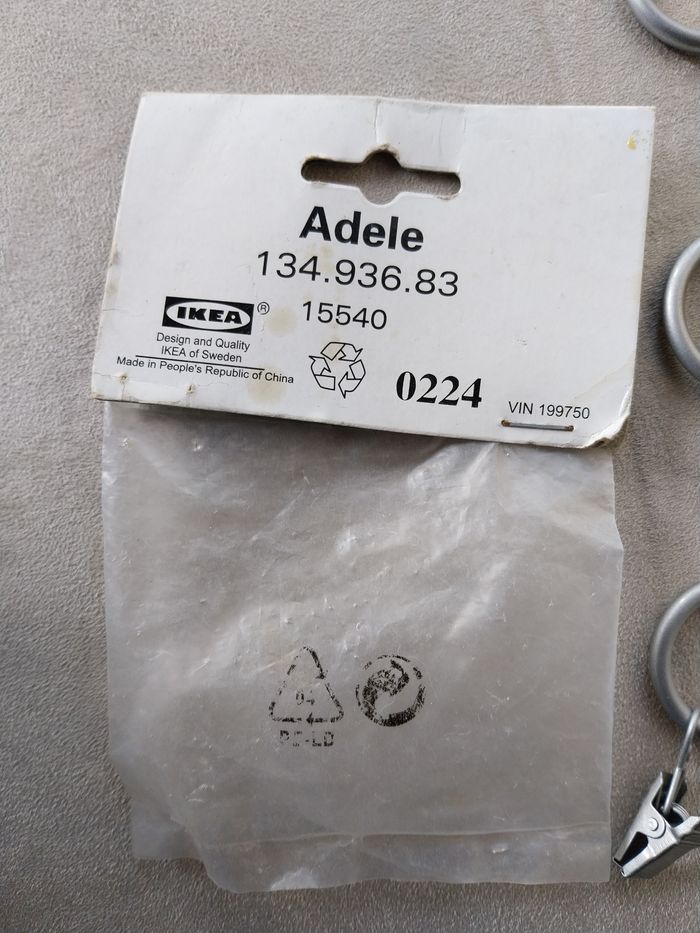 Adele
134.936.83
15540
IKEA®
Design and Quality
IKEA of Sweden
Made in People's Republic of China
0224
VIN 199750
PE-LD